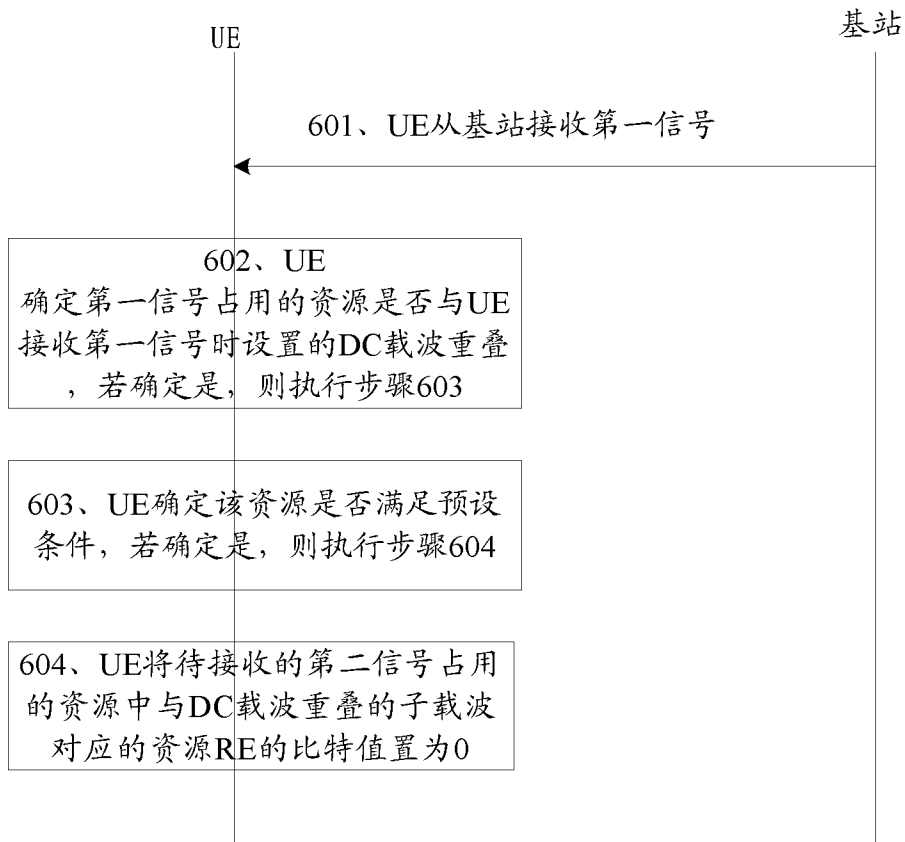 UE
基站
601、UE从基站接收第一信号
602、UE
确定第一信号占用的资源是否与UE
接收第一信号时设置的DC载波重叠
，若确定是，则执行步骤603
603、UE确定该资源是否满足预设
条件，若确定是，则执行步骤604
604、UE将待接收的第二信号占用
的资源中与DC载波重叠的子载波
对应的资源RE的比特值置为0